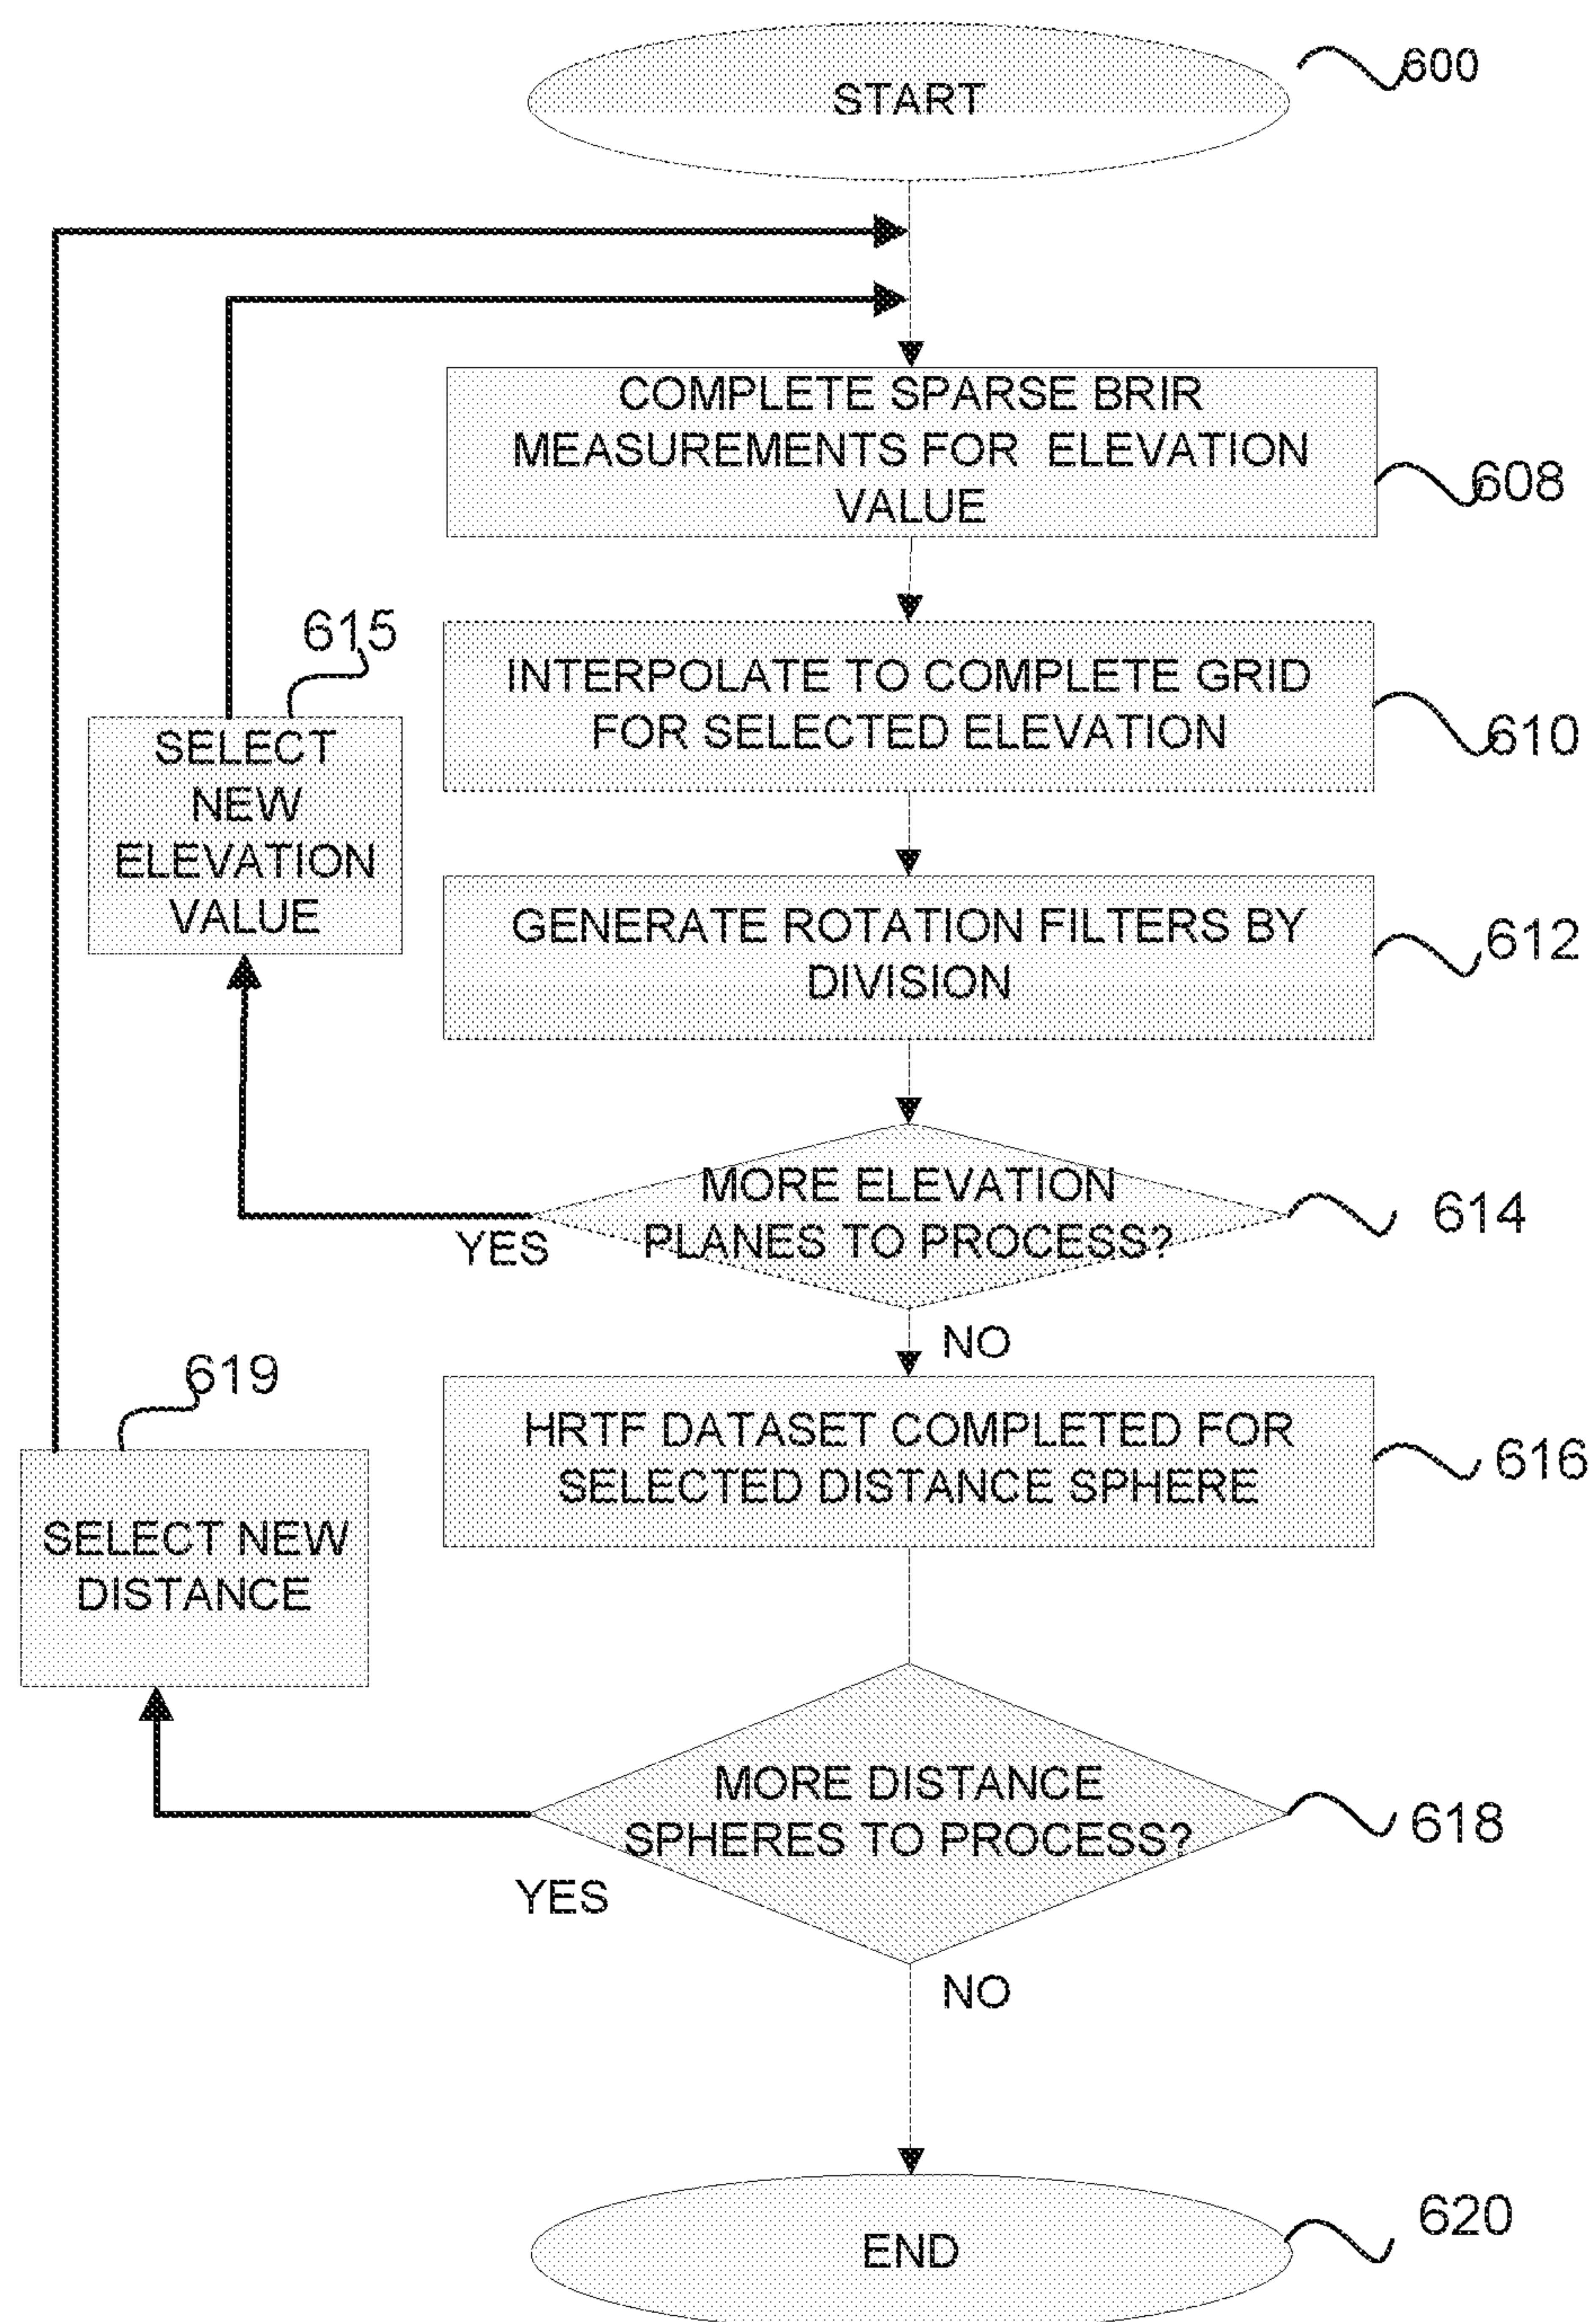 START
600
COMPLETE SPARSE BRIR
MEASUREMENTS FOR ELEVATION
VALUE
608
615
INTERPOLATE TO COMPLETE GRID
FOR SELECTED ELEVATION
610
SELECT
NEW
ELEVATION
VALUE
GENERATE ROTATION FILTERS BY
DIVISION
612
MORE ELEVATION
PLANES TO PROCESS?
614
YES
NO
619
HRTF DATASET COMPLETED FOR
SELECTED DISTANCE SPHERE
616
SELECT NEW
DISTANCE
MORE DISTANCE
SPHERES TO PROCESS?
618
YES
NO
END
620